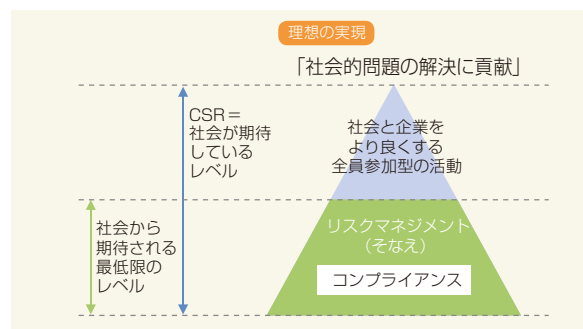 理想の実現
「社会的問題の解決に貢献」
CSR＝
社会が期待
している
レベル
社会と企業を
より良くする
全員参加型の活動
社会から
期待される
最低限の
レベル
リスクマネジメント
（そなえ）
コンプライアンス